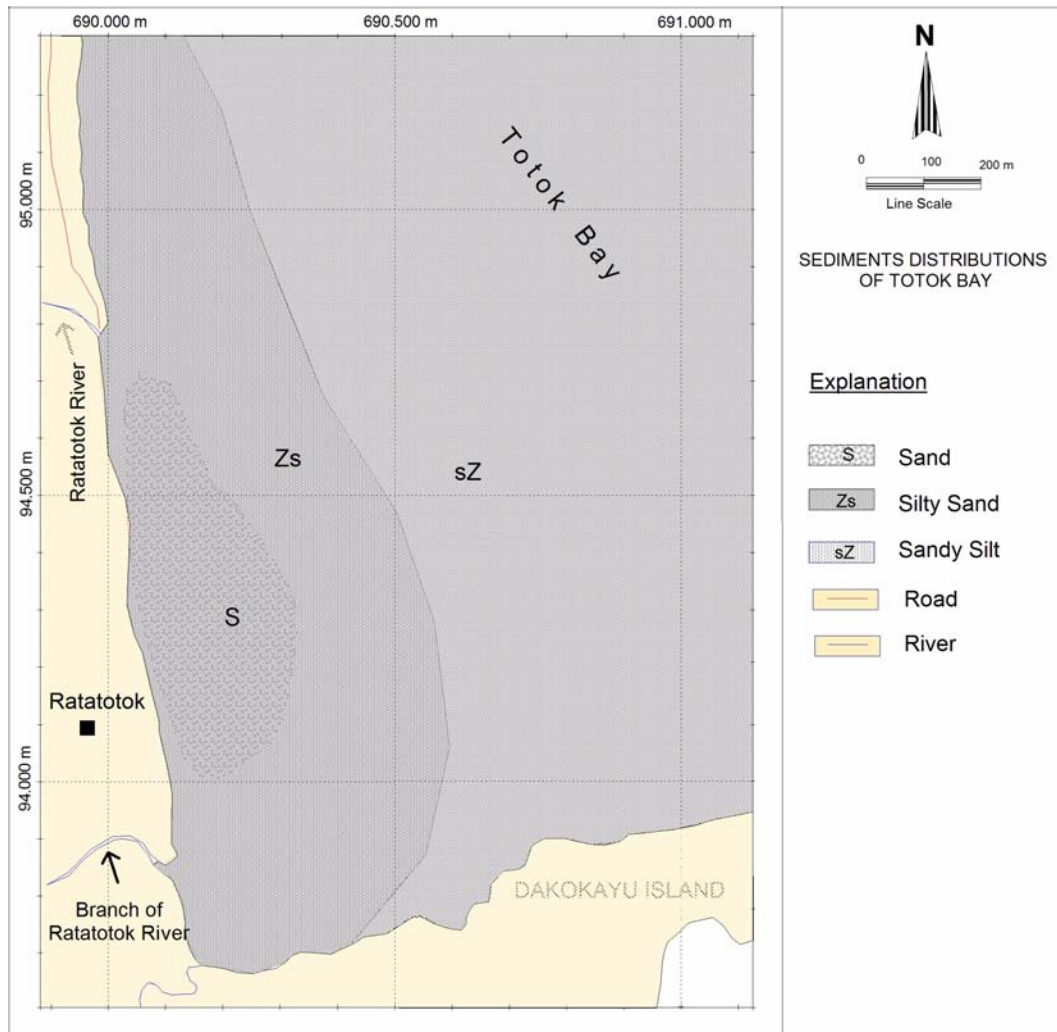 690.000 m
690.500 m
691.000 m
95.000 m
94.500 m
94.000 m
Totok Bay
Ratatotok River
Zs
sZ
S
Ratatotok
Branch of
Ratatotok River
DAKOKAYU ISLAND
N
0 100 200 m
Line Scale
SEDIMENTS DISTRIBUTIONS
OF TOTOK BAY
Explanation
S Sand
Zs Silty Sand
sZ Sandy Silt
Road
River